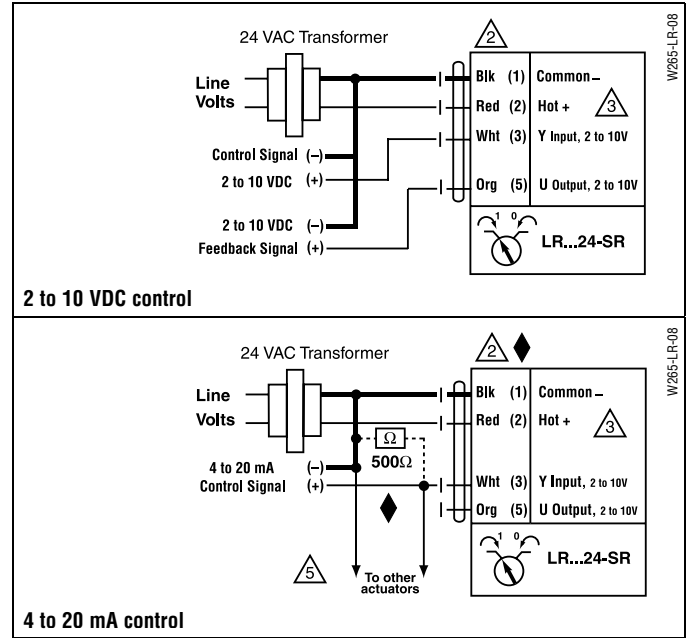 24 VAC Transformer
2
W265-LR-08
Line
Volts
Blk (1) Common –
Red (2) Hot +
3
Wht (3) Y Input, 2 to 10V
Control Signal (–)
2 to 10 VDC (+)
Org (5) U Output, 2 to 10V
2 to 10 VDC (–)
Feedback Signal (+)
1 0
LR...24-SR
2 to 10 VDC control
24 VAC Transformer
2
W265-LR-08
Line
Volts
Blk (1) Common –
Red (2) Hot +
3
Ω
500Ω
4 to 20 mA (–)
Control Signal (+)
Wht (3) Y Input, 2 to 10V
Org (5) U Output, 2 to 10V
1 0
LR...24-SR
5
To other
actuators
4 to 20 mA control